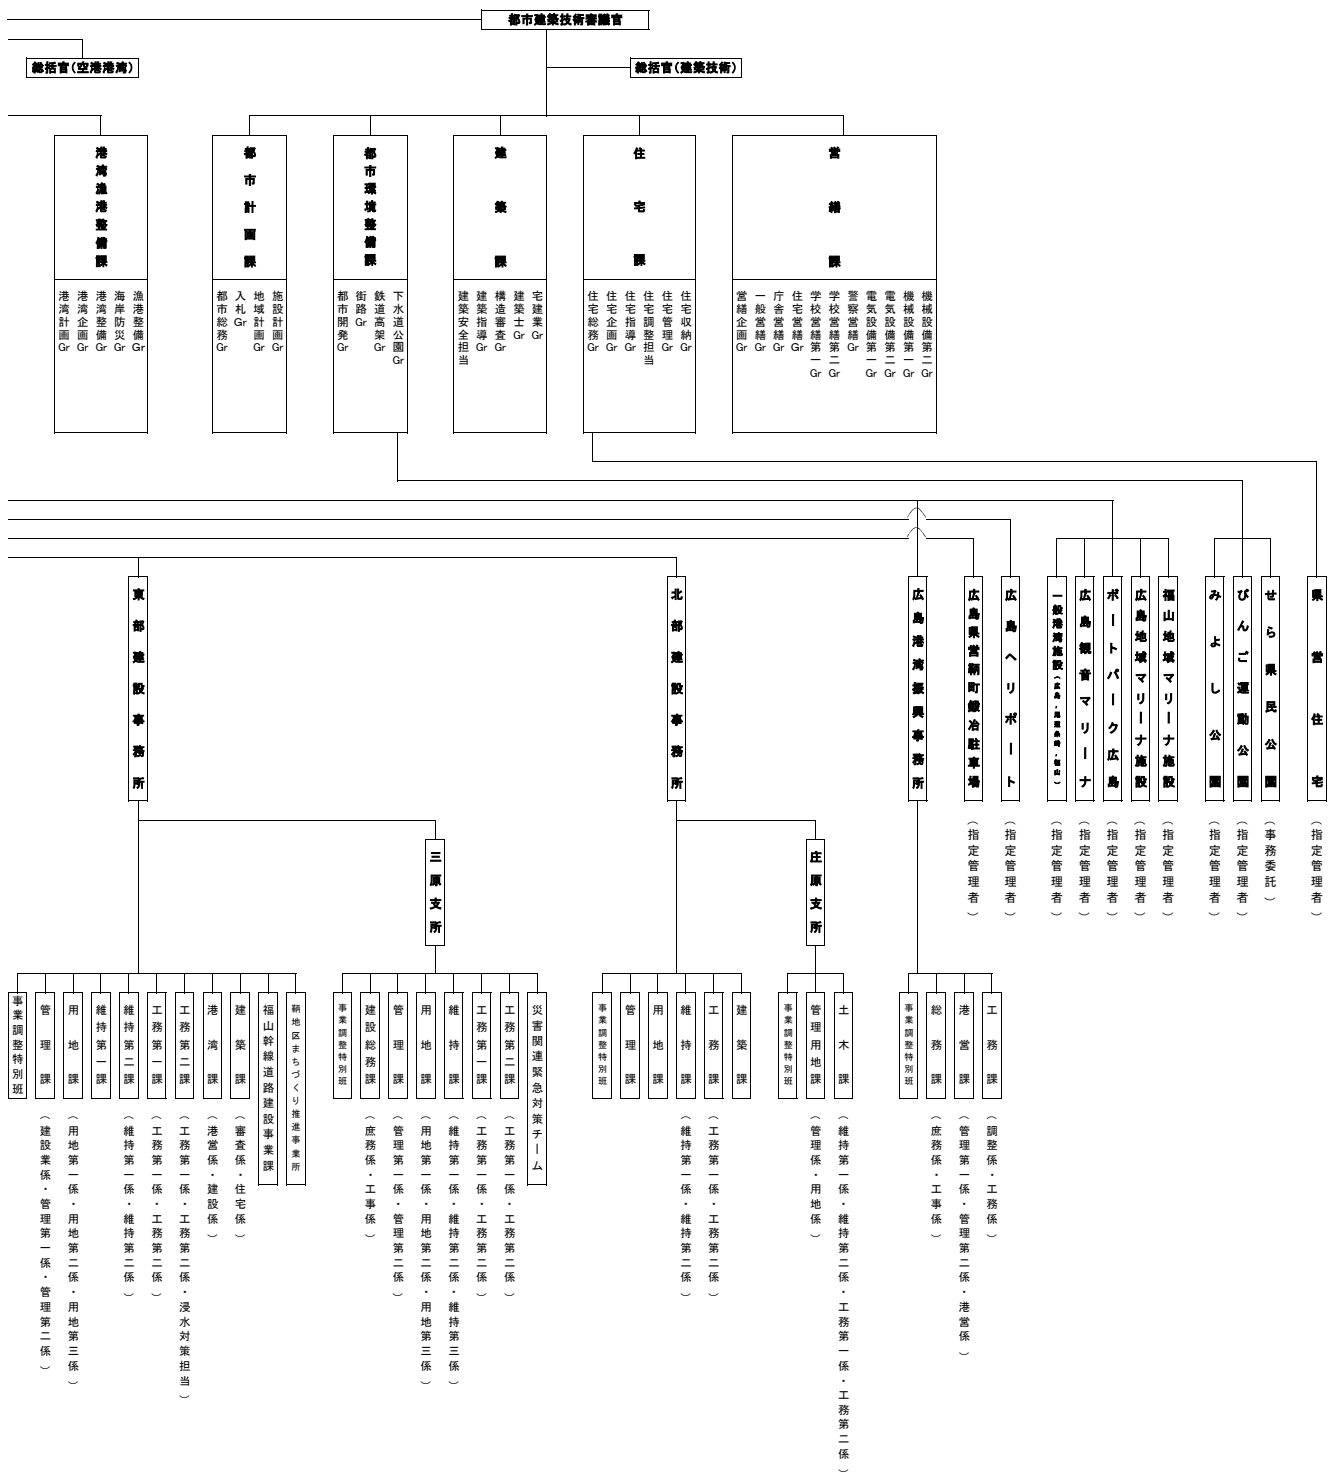 都市建築技術審議官
総括官(空港港湾)
総括官(建築技術)
港湾漁港整備課
都市計画課
都市環境整備課
建築課
住宅課
営繕課
港湾計画Gr
港湾企画Gr
港湾整備Gr
海岸防災Gr
漁港整備Gr
都市総務Gr
入札Gr
地域計画Gr
施設計画Gr
都市開発Gr
街路Gr
鉄道高架Gr
下水道公園Gr
建築安全担当
建築指導Gr
構造審査Gr
建築士Gr
宅建業Gr
住宅総務Gr
住宅企画Gr
住宅指導Gr
住宅調整担当
住宅管理Gr
住宅収納Gr
営繕企画Gr
一般営繕Gr
庁舎営繕Gr
住宅営繕Gr
学校営繕第一Gr
学校営繕第二Gr
警察営繕Gr
電気設備第一Gr
電気設備第二Gr
機械設備第一Gr
機械設備第二Gr
東部建設事務所
北部建設事務所
広島港湾振興事務所
広島県営鞆町鍛冶駐車場
(指定管理者)
広島ヘリポート
(指定管理者)
一般港湾施設(広島,尾道糸崎,福山)
(指定管理者)
広島観音マリーナ
(指定管理者)
ボートパーク広島
(指定管理者)
広島地域マリーナ施設
(指定管理者)
福山地域マリーナ施設
(指定管理者)
みよし公園
(指定管理者)
びんご運動公園
(指定管理者)
せら県民公園
(事務委託)
県営住宅
(指定管理者)
三原支所
庄原支所
事業調整特別班
管理課
(建設業係・管理第一係・管理第二係)
用地課
(用地第一係・用地第二係・用地第三係)
維持第一課
維持第二課
(維持第一係・維持第二係)
工務第一課
(工務第一係・工務第二係)
工務第二課
(工務第一係・工務第二係・浸水対策担当)
港湾課
(港営係・建設係)
建築課
(審査係・住宅係)
福山幹線道路建設事業課
鞆地区まちづくり推進事業所
事業調整特別班
建設総務課
(庶務係・工事係)
管理課
(管理第一係・管理第二係)
用地課
(用地第一係・用地第二係・用地第三係)
維持課
(維持第一係・維持第二係・維持第三係)
工務第一課
(工務第一係・工務第二係)
工務第二課
(工務第一係・工務第二係)
災害関連緊急対策チーム
事業調整特別班
管理課
用地課
維持課
(維持第一係・維持第二係)
工務課
(工務第一係・工務第二係)
建築課
事業調整特別班
管理用地課
(管理係・用地係)
土木課
(維持第一係・維持第二係・工務第一係・工務第二係)
事業調整特別班
総務課
(庶務係・工事係)
港営課
(管理第一係・管理第二係・港営係)
工務課
(調整係・工務係)